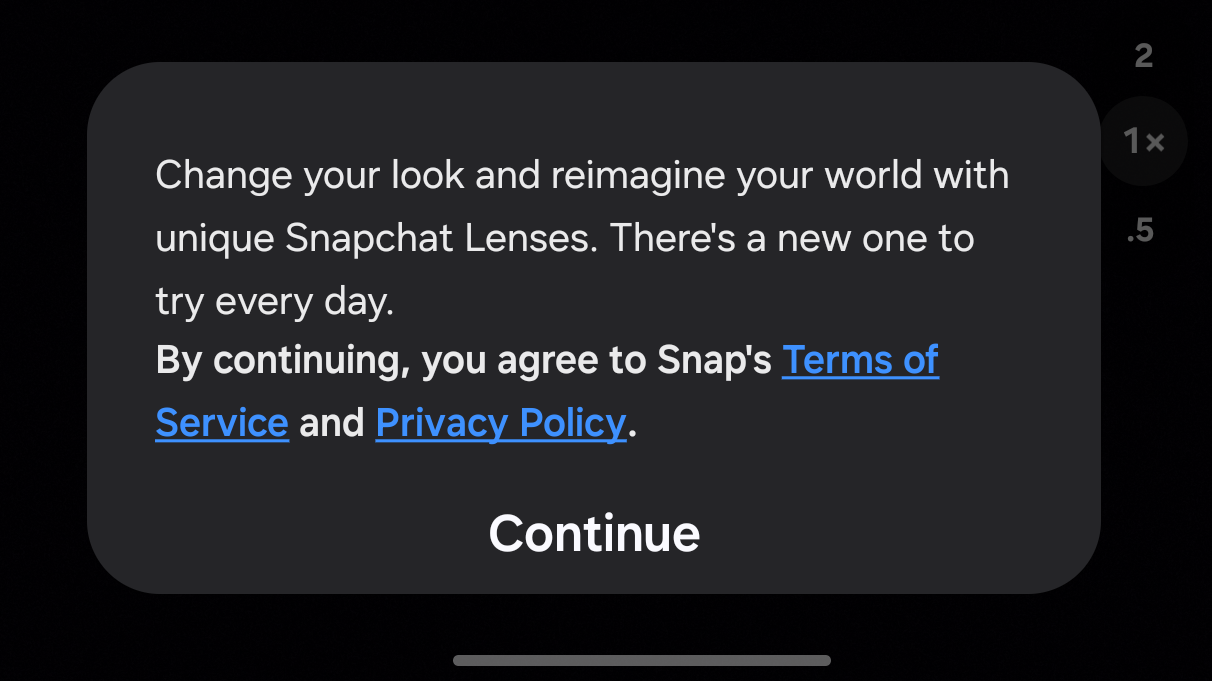 2
1×
.5
Change your look and reimagine your world with
unique Snapchat Lenses. There's a new one to
try every day.
By continuing, you agree to Snap's Terms of
Service and Privacy Policy.
Continue